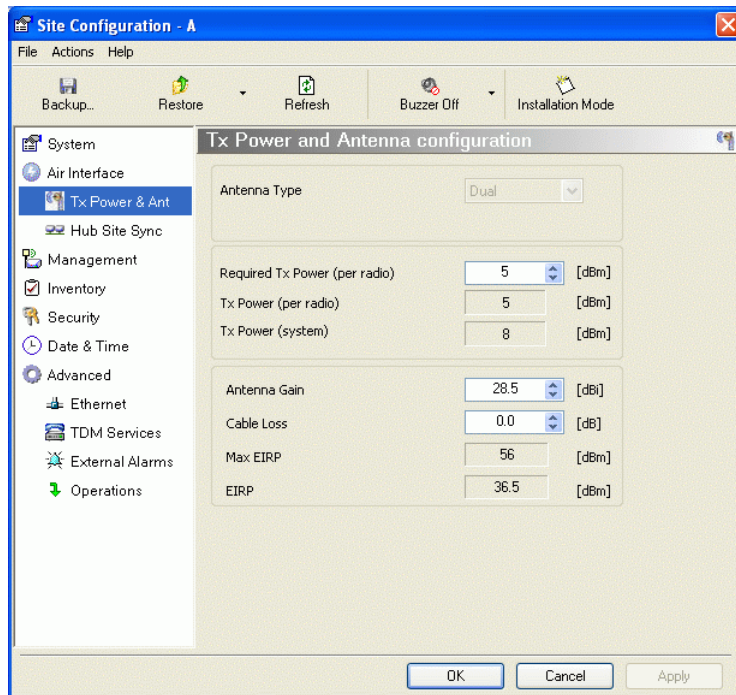 Site Configuration - A
File Actions Help
Backup... Restore Refresh Buzzer Off Installation Mode
System
Air Interface
Tx Power & Ant
Hub Site Sync
Management
Inventory
Security
Date & Time
Advanced
Ethernet
TDM Services
External Alarms
Operations
Tx Power and Antenna configuration
Antenna Type Dual
Required Tx Power (per radio) 5 [dBm]
Tx Power (per radio) 5 [dBm]
Tx Power (system) 8 [dBm]
Antenna Gain 28.5 [dBi]
Cable Loss 0.0 [dB]
Max EIRP 56 [dBm]
EIRP 36.5 [dBm]
OK Cancel Apply